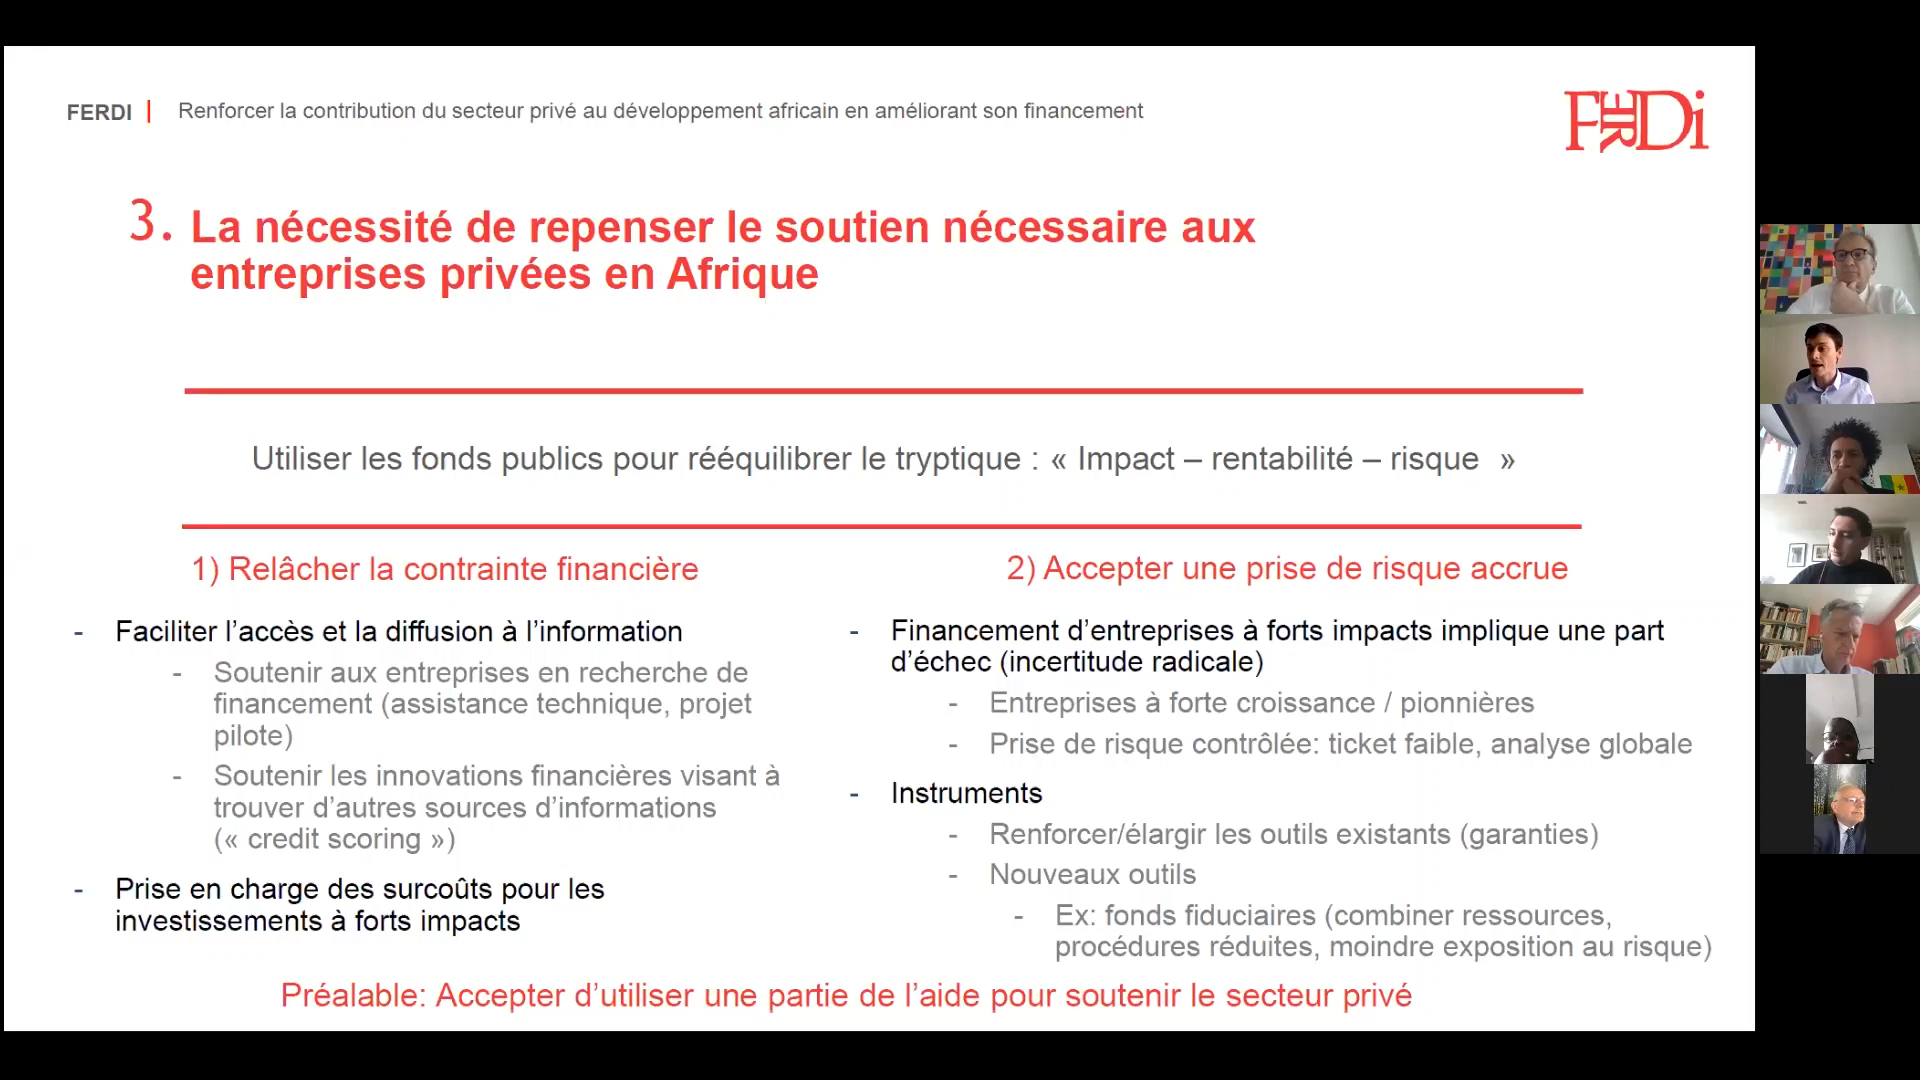 FERDI | Renforcer la contribution du secteur privé au développement africain en améliorant son financement
FERDi
3. La nécessité de repenser le soutien nécessaire aux
entreprises privées en Afrique
Utiliser les fonds publics pour rééquilibrer le tryptique : « Impact – rentabilité – risque »
1) Relâcher la contrainte financière
- Faciliter l’accès et la diffusion à l’information
- Soutenir aux entreprises en recherche de
financement (assistance technique, projet
pilote)
- Soutenir les innovations financières visant à
trouver d’autres sources d’informations
(« credit scoring »)
- Prise en charge des surcoûts pour les
investissements à forts impacts
2) Accepter une prise de risque accrue
- Financement d’entreprises à forts impacts implique une part
d’échec (incertitude radicale)
- Entreprises à forte croissance / pionnières
- Prise de risque contrôlée: ticket faible, analyse globale
- Instruments
- Renforcer/élargir les outils existants (garanties)
- Nouveaux outils
- Ex: fonds fiduciaires (combiner ressources,
procédures réduites, moindre exposition au risque)
Préalable: Accepter d’utiliser une partie de l’aide pour soutenir le secteur privé